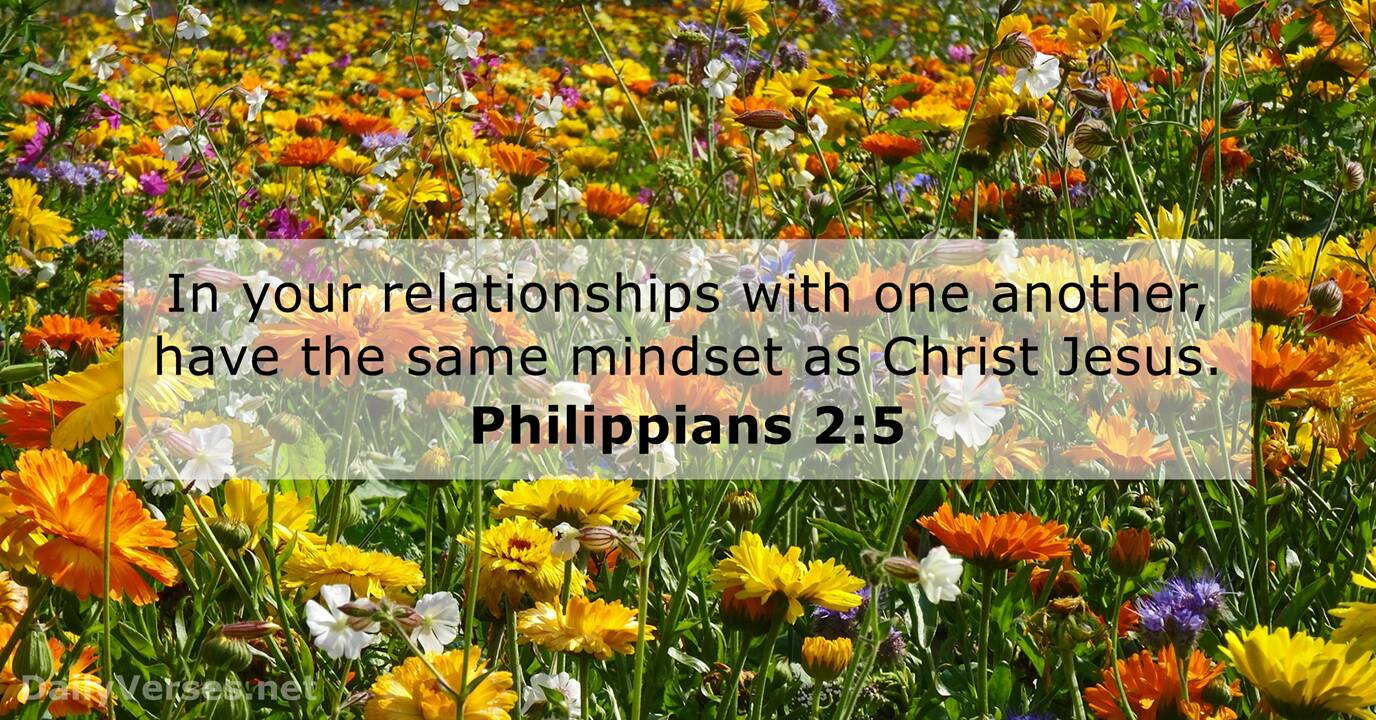 In your relationships with one another,
have the same mindset as Christ Jesus.
Philippians 2:5
DailyVerses.net